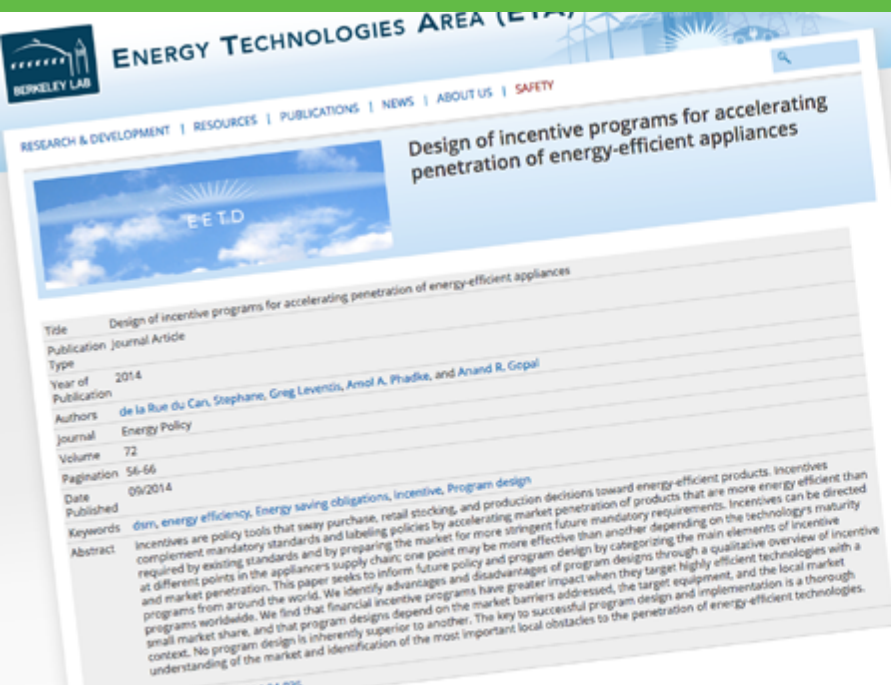 BERKELEY LAB
ENERGY TECHNOLOGIES AREA (ETA)
RESEARCH & DEVELOPMENT | RESOURCES | PUBLICATIONS | NEWS | ABOUT US | SAFETY
EETD
Design of incentive programs for accelerating
penetration of energy-efficient appliances
Title Design of incentive programs for accelerating penetration of energy-efficient appliances
Publication Type Journal Article
Year of Publication 2014
Authors de la Rue du Can, Stephane, Greg Leventis, Amol A. Phadke, and Anand R. Gopal
Journal Energy Policy
Volume 72
Pagination 56-66
Date Published 09/2014
Keywords dsm, energy efficiency, Energy saving obligations, Incentive, Program design
Abstract Incentives are policy tools that sway purchase, retail stocking, and production decisions toward energy-efficient products. Incentives
complement mandatory standards and labeling policies by accelerating market penetration of products that are more energy efficient than
required by existing standards and by preparing the market for more stringent future mandatory requirements. Incentives can be directed
at different points in the appliance's supply chain; one point may be more effective than another depending on the technology's maturity
and market penetration. This paper seeks to inform future policy and program design by categorizing the main elements of incentive
programs from around the world. We identify advantages and disadvantages of program designs through a qualitative overview of incentive
programs worldwide. We find that financial incentive programs have greater impact when they target highly efficient technologies with a
small market share, and that program designs depend on the market barriers addressed, the target equipment, and the local market
context. No program design is inherently superior to another. The key to successful program design and implementation is a thorough
understanding of the market and identification of the most important local obstacles to the penetration of energy-efficient technologies.